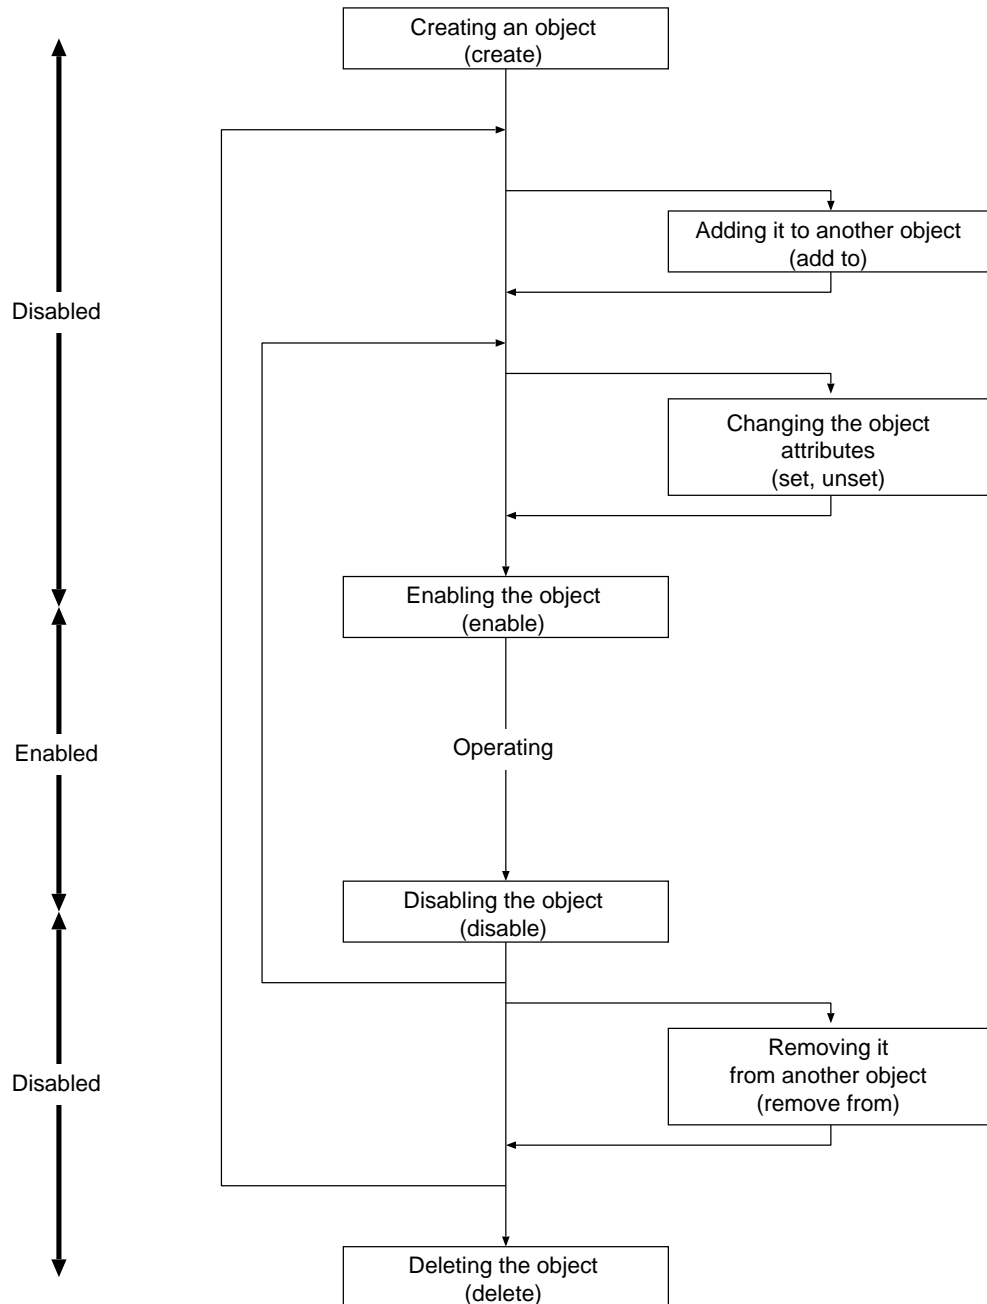 Creating an object
(create)
Adding it to another object
(add to)
Disabled
Changing the object
attributes
(set, unset)
Enabling the object
(enable)
Enabled
Operating
Disabling the object
(disable)
Removing it
from another object
(remove from)
Disabled
Deleting the object
(delete)